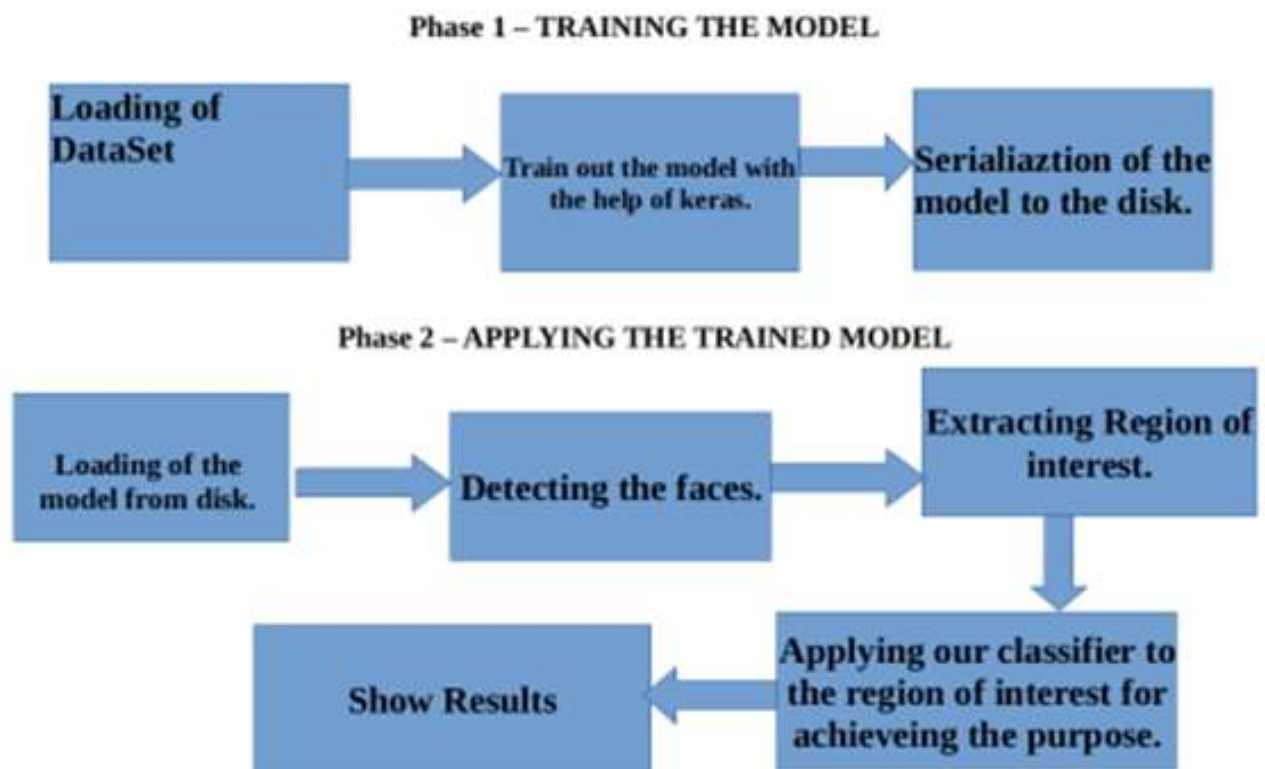 Phase 1 – TRAINING THE MODEL
Loading of
DataSet
Train out the model with
the help of keras.
Serialiaztion of the
model to the disk.
Phase 2 – APPLYING THE TRAINED MODEL
Loading of the
model from disk.
Detecting the faces.
Extracting Region of
interest.
Applying our classifier to
the region of interest for
achieveing the purpose.
Show Results